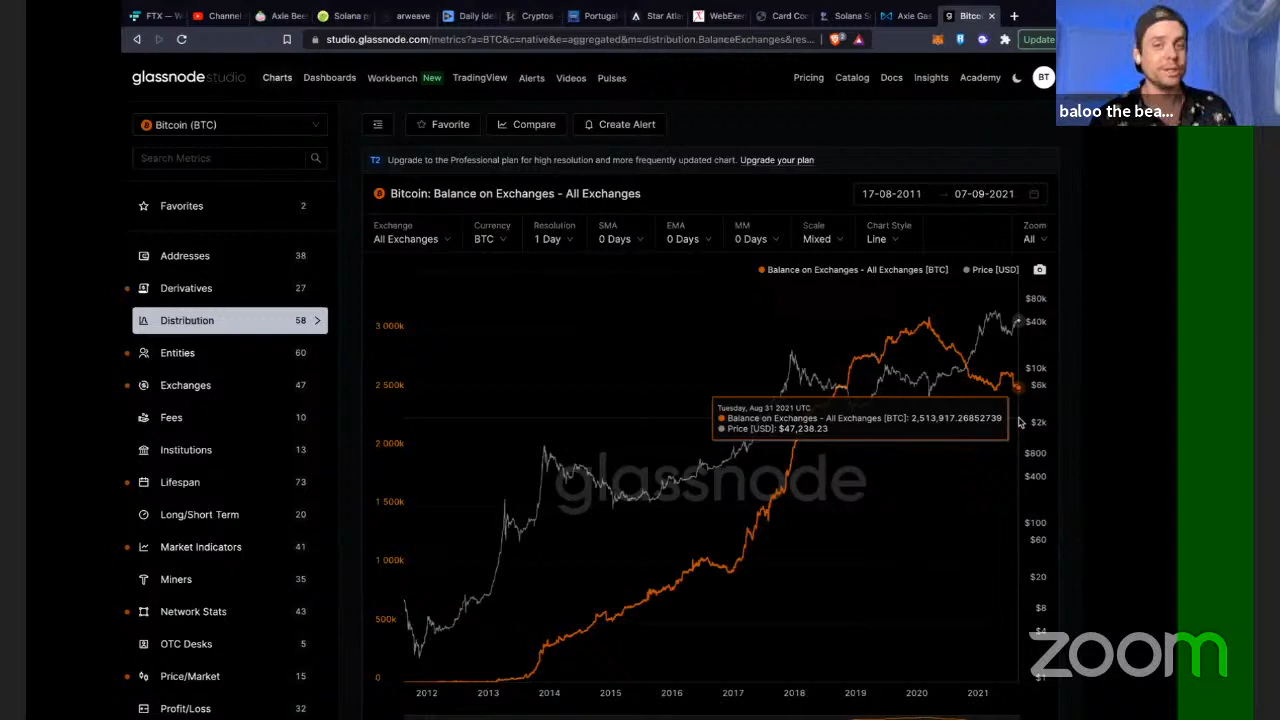 FTX — W
Channel
Axie Bee
Solana p
arweave
Daily ide
Cryptos
Portugal
Star Atla
WebExer
Card Coo
Solana S
Axie Gas
Bitco
studio.glassnode.com/metrics?a=BTC&c=native&e=aggregated&m=distribution.BalanceExchanges&res...
2
Update
baloo the bea...
glassnodestudio
Charts
Dashboards
Workbench New
TradingView
Alerts
Videos
Pulses
Pricing
Catalog
Docs
Insights
Academy
BT
Bitcoin (BTC)
Search Metrics
Favorites 2
Addresses 38
Derivatives 27
Distribution 58
Entities 60
Exchanges 47
Fees 10
Institutions 13
Lifespan 73
Long/Short Term 20
Market Indicators 41
Miners 35
Network Stats 43
OTC Desks 5
Price/Market 15
Profit/Loss 32
Favorite
Compare
Create Alert
T2 Upgrade to the Professional plan for high resolution and more frequently updated chart. Upgrade your plan
Bitcoin: Balance on Exchanges - All Exchanges
17-08-2011 → 07-09-2021
Exchange
All Exchanges
Currency
BTC
Resolution
1 Day
SMA
0 Days
EMA
0 Days
MM
0 Days
Scale
Mixed
Chart Style
Line
Zoom
All
Balance on Exchanges - All Exchanges [BTC]
Price [USD]
3 000k
2 500k
2 000k
1 500k
1 000k
500k
0
$80k
$40k
$10k
$6k
$2k
$800
$400
$100
$60
$20
$8
$4
$1
Tuesday, Aug 31 2021 UTC
Balance on Exchanges - All Exchanges [BTC]: 2,513,917.26852739
Price [USD]: $47,238.23
glassnode
2012
2013
2014
2015
2016
2017
2018
2019
2020
2021
zoom